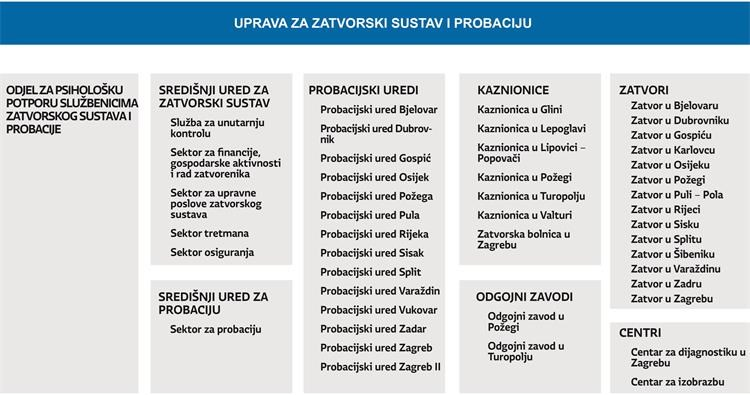 UPRAVA ZA ZATVORSKI SUSTAV I PROBACIJU
ODJEL ZA PSIHOLOŠKU
POTPORU SLUŽBENICIMA
ZATVORSKOG SUSTAVA I
PROBACIJE
SREDIŠNJI URED ZA
ZATVORSKI SUSTAV
Služba za unutarnju
kontrolu
Sektor za financije,
gospodarske aktivnosti
i rad zatvorenika
Sektor za upravne
poslove zatvorskog
sustava
Sektor tretmana
Sektor osiguranja
SREDIŠNJI URED ZA
PROBACIJU
Sektor za probaciju
PROBACIJSKI UREDI
Probacijski ured Bjelovar
Probacijski ured Dubrov-
nik
Probacijski ured Gospić
Probacijski ured Osijek
Probacijski ured Požega
Probacijski ured Pula
Probacijski ured Rijeka
Probacijski ured Sisak
Probacijski ured Split
Probacijski ured Varaždin
Probacijski ured Vukovar
Probacijski ured Zadar
Probacijski ured Zagreb
Probacijski ured Zagreb II
KAZNIONICE
Kaznionica u Glini
Kaznionica u Lepoglavi
Kaznionica u Lipovici –
Popovači
Kaznionica u Požegi
Kaznionica u Turopolju
Kaznionica u Valturi
Zatvorska bolnica u
Zagrebu
ODGOJNI ZAVODI
Odgojni zavod u
Požegi
Odgojni zavod u
Turopolju
ZATVORI
Zatvor u Bjelovaru
Zatvor u Dubrovniku
Zatvor u Gospiću
Zatvor u Karlovcu
Zatvor u Osijeku
Zatvor u Požegi
Zatvor u Puli – Pola
Zatvor u Rijeci
Zatvor u Sisku
Zatvor u Splitu
Zatvor u Šibeniku
Zatvor u Varaždinu
Zatvor u Zadru
Zatvor u Zagrebu
CENTRI
Centar za dijagnostiku u
Zagrebu
Centar za izobrazbu